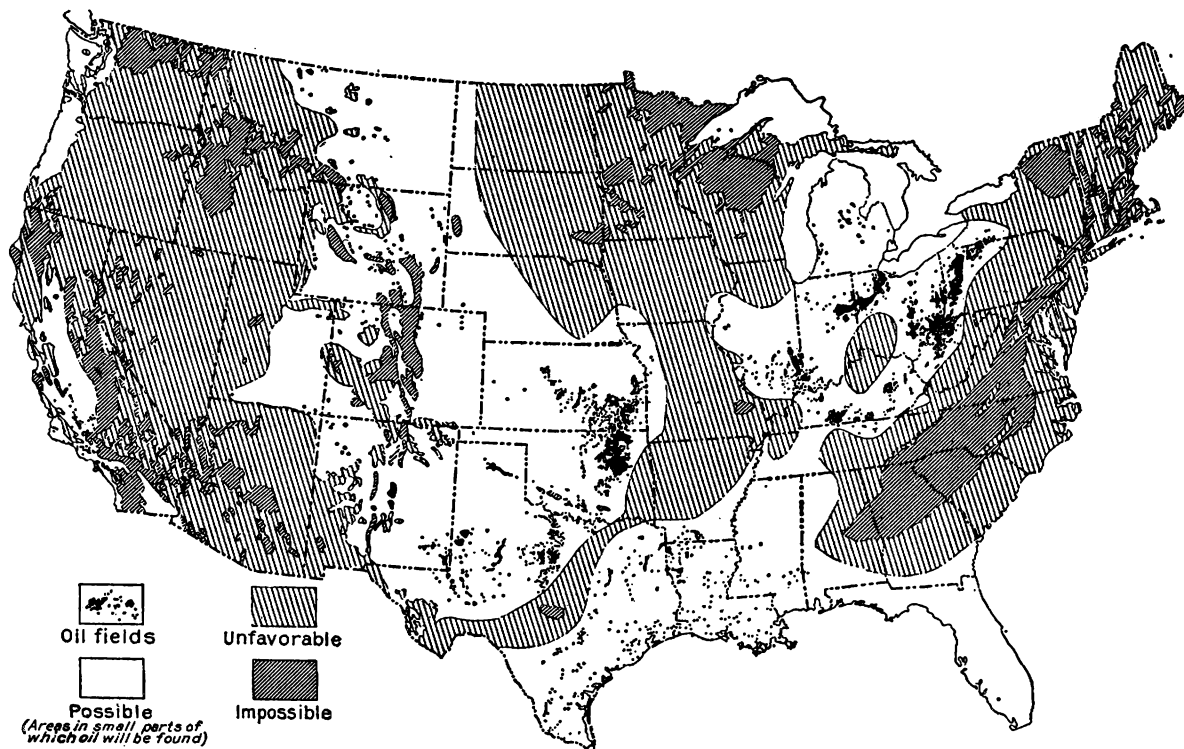 Oil fields
Unfavorable
Possible
(Areas in small parts of
which oil will be found)
Impossible